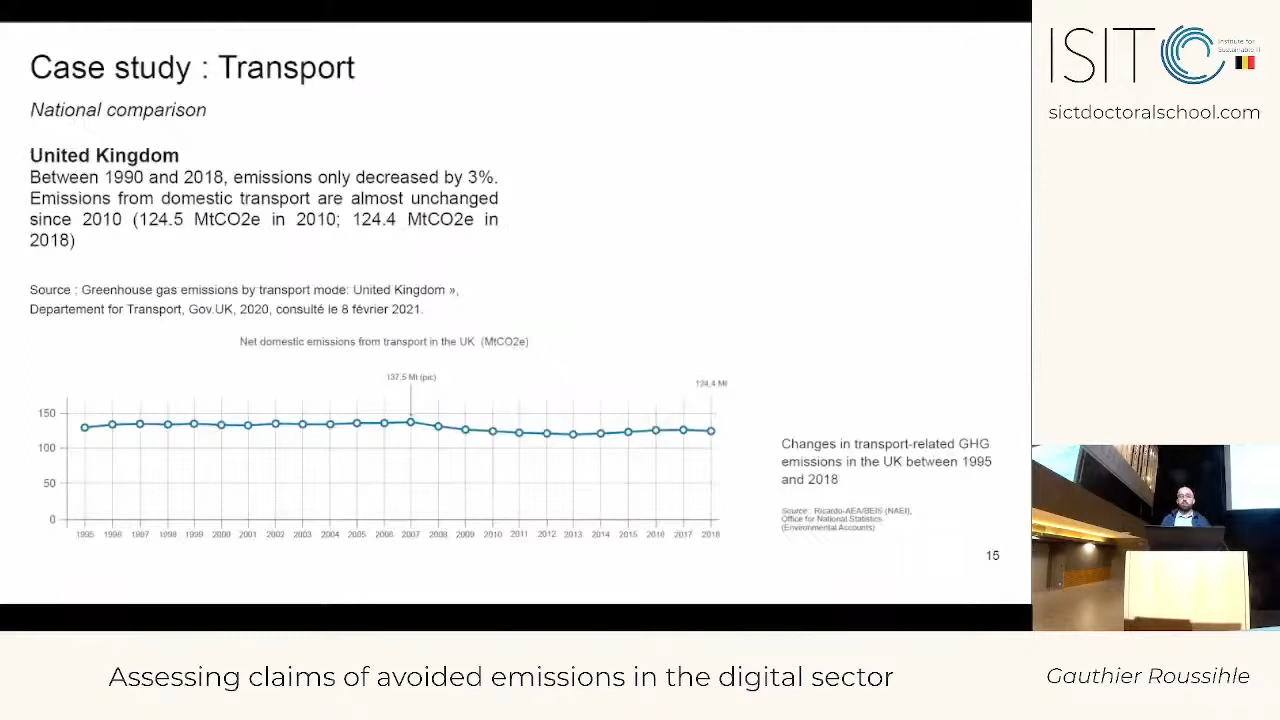 Case study : Transport
National comparison
United Kingdom
Between 1990 and 2018, emissions only decreased by 3%.
Emissions from domestic transport are almost unchanged
since 2010 (124.5 MtCO2e in 2010; 124.4 MtCO2e in
2018)
Source : Greenhouse gas emissions by transport mode: United Kingdom »,
Departement for Transport, Gov.UK, 2020, consulté le 8 février 2021.
Net domestic emissions from transport in the UK (MtCO2e)
137,5 Mt (pic)
124,4 Mt
150
100
50
0
1995 1996 1997 1998 1999 2000 2001 2002 2003 2004 2005 2006 2007 2008 2009 2010 2011 2012 2013 2014 2015 2016 2017 2018
Changes in transport-related GHG
emissions in the UK between 1995
and 2018
Source : Ricardo-AEA/BEIS (NAEI),
Office for National Statistics
(Environmental Accounts)
15
ISIT
Institute for
Sustainable IT
sictdoctoralschool.com
Assessing claims of avoided emissions in the digital sector
Gauthier Roussihle